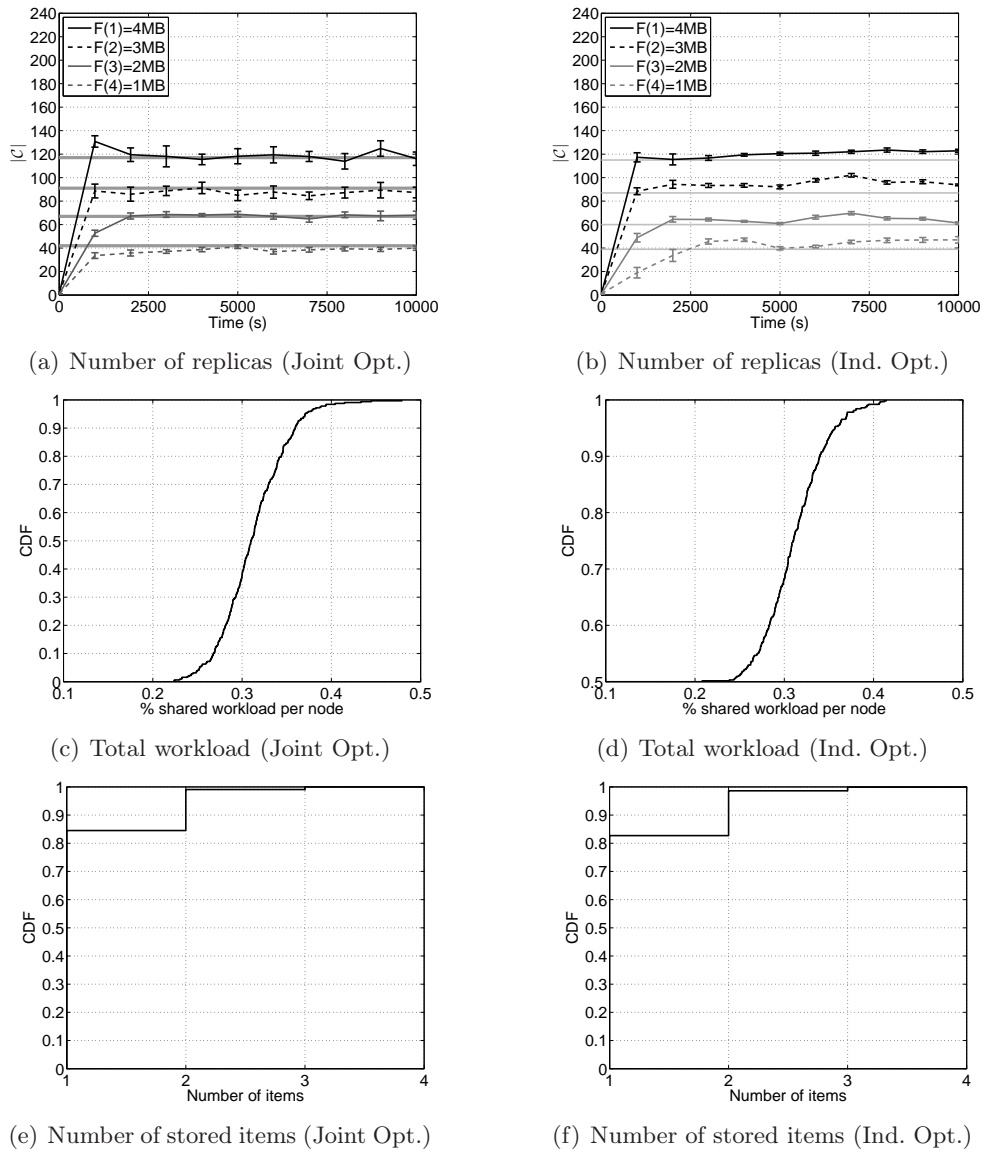 240
220
200
180
160
140
120
100
80
60
40
20
0
|C|
F(1)=4MB
F(2)=3MB
F(3)=2MB
F(4)=1MB
0 2500 5000 7500 10000
Time (s)
(a) Number of replicas (Joint Opt.)
240
220
200
180
160
140
120
100
80
60
40
20
0
|C|
F(1)=4MB
F(2)=3MB
F(3)=2MB
F(4)=1MB
0 2500 5000 7500 10000
Time (s)
(b) Number of replicas (Ind. Opt.)
1
0.9
0.8
0.7
0.6
0.5
0.4
0.3
0.2
0.1
0
CDF
0.1 0.2 0.3 0.4 0.5
% shared workload per node
(c) Total workload (Joint Opt.)
1
0.9
0.8
0.7
0.6
0.5
CDF
0.1 0.2 0.3 0.4 0.5
% shared workload per node
(d) Total workload (Ind. Opt.)
1
0.9
0.8
0.7
0.6
0.5
0.4
0.3
0.2
0.1
0
CDF
1 2 3 4
Number of items
(e) Number of stored items (Joint Opt.)
1
0.9
0.8
0.7
0.6
0.5
0.4
0.3
0.2
0.1
0
CDF
1 2 3 4
Number of items
(f) Number of stored items (Ind. Opt.)